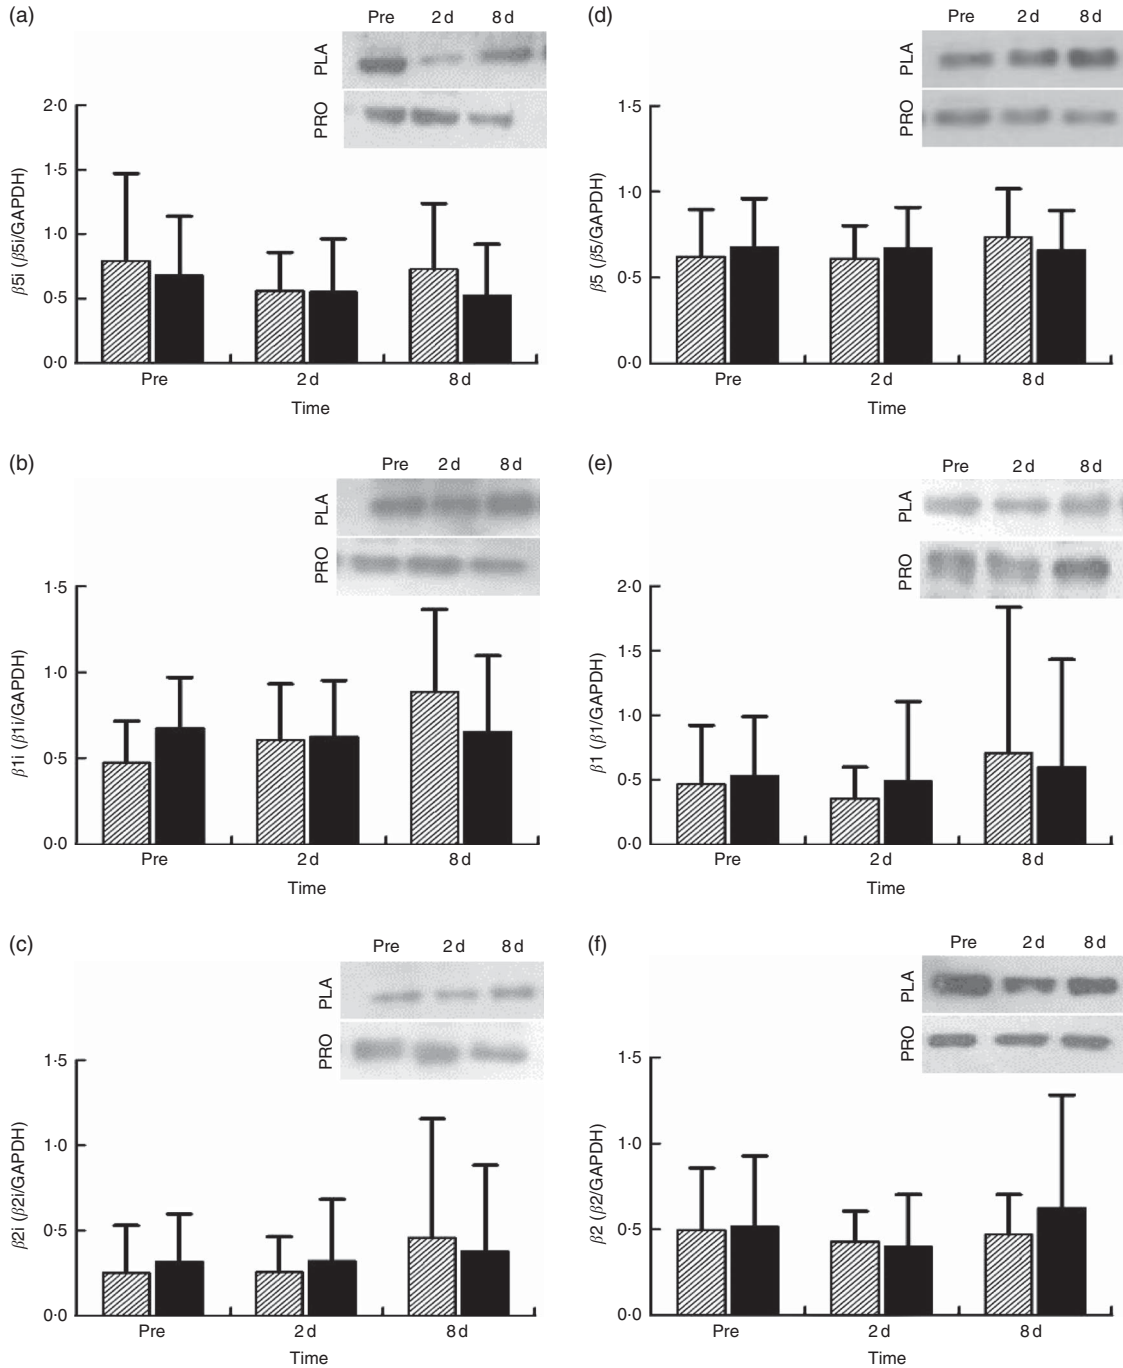 (a)
Pre 2 d 8 d
PLA
PRO
β5i (β5i/GAPDH)
2·0
1·5
1·0
0·5
0·0
Pre 2 d 8 d
Time
(d)
Pre 2 d 8 d
PLA
PRO
β5 (β5/GAPDH)
1·5
1·0
0·5
0·0
Pre 2 d 8 d
Time
(b)
Pre 2 d 8 d
PLA
PRO
β1i (β1i/GAPDH)
1·5
1·0
0·5
0·0
Pre 2 d 8 d
Time
(e)
Pre 2 d 8 d
PLA
PRO
β1 (β1/GAPDH)
2·0
1·5
1·0
0·5
0·0
Pre 2 d 8 d
Time
(c)
Pre 2 d 8 d
PLA
PRO
β2i (β2i/GAPDH)
1·5
1·0
0·5
0·0
Pre 2 d 8 d
Time
(f)
Pre 2 d 8 d
PLA
PRO
β2 (β2/GAPDH)
1·5
1·0
0·5
0·0
Pre 2 d 8 d
Time